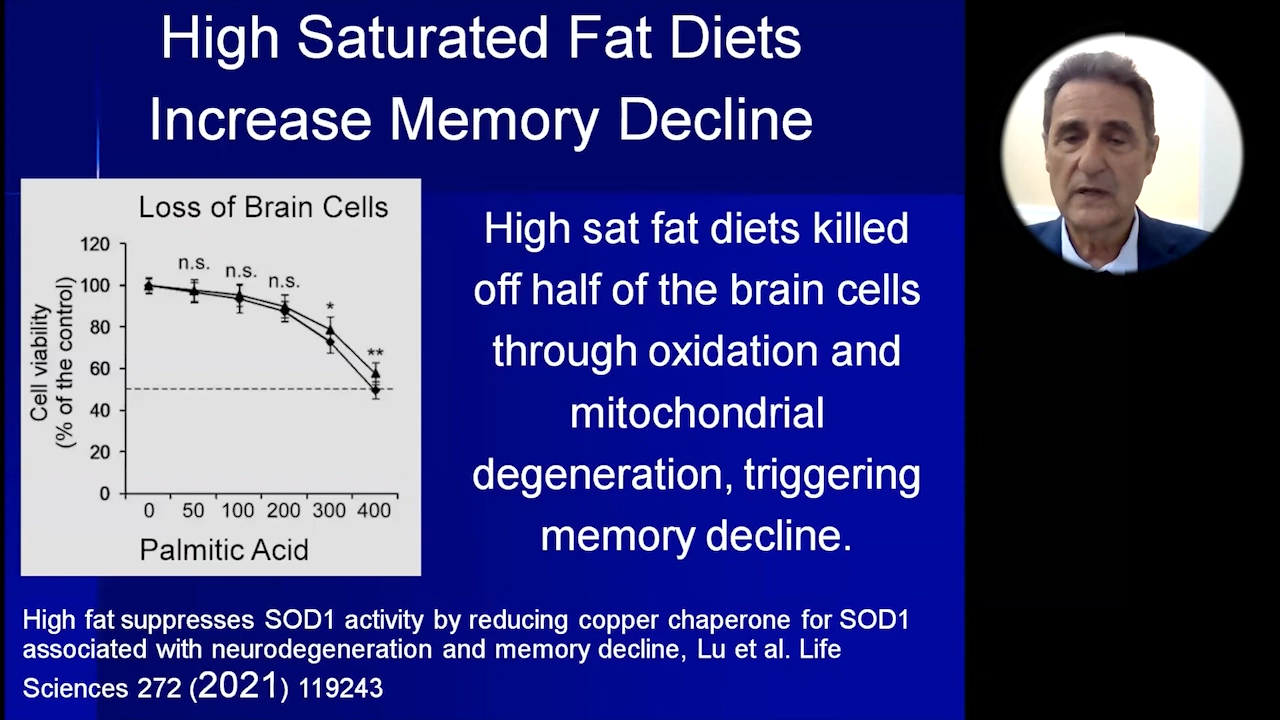 High Saturated Fat Diets
Increase Memory Decline
Loss of Brain Cells
120
100
80
60
40
20
0
Cell viability
(% of the control)
n.s.
n.s.
n.s.
*
**
0 50 100 200 300 400
Palmitic Acid
High sat fat diets killed
off half of the brain cells
through oxidation and
mitochondrial
degeneration, triggering
memory decline.
High fat suppresses SOD1 activity by reducing copper chaperone for SOD1
associated with neurodegeneration and memory decline, Lu et al. Life
Sciences 272 (2021) 119243